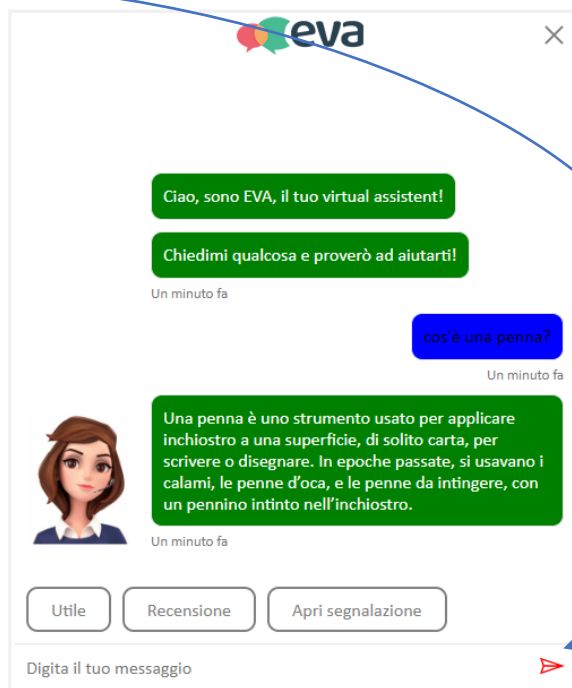 eva
Ciao, sono EVA, il tuo virtual assistent!
Chiedimi qualcosa e proverò ad aiutarti!
Un minuto fa
cos'è una penna?
Un minuto fa
Una penna è uno strumento usato per applicare
inchiostro a una superficie, di solito carta, per
scrivere o disegnare. In epoche passate, si usavano i
calami, le penne d'oca, e le penne da intingere, con
un pennino intinto nell'inchiostro.
Un minuto fa
Utile
Recensione
Apri segnalazione
Digita il tuo messaggio